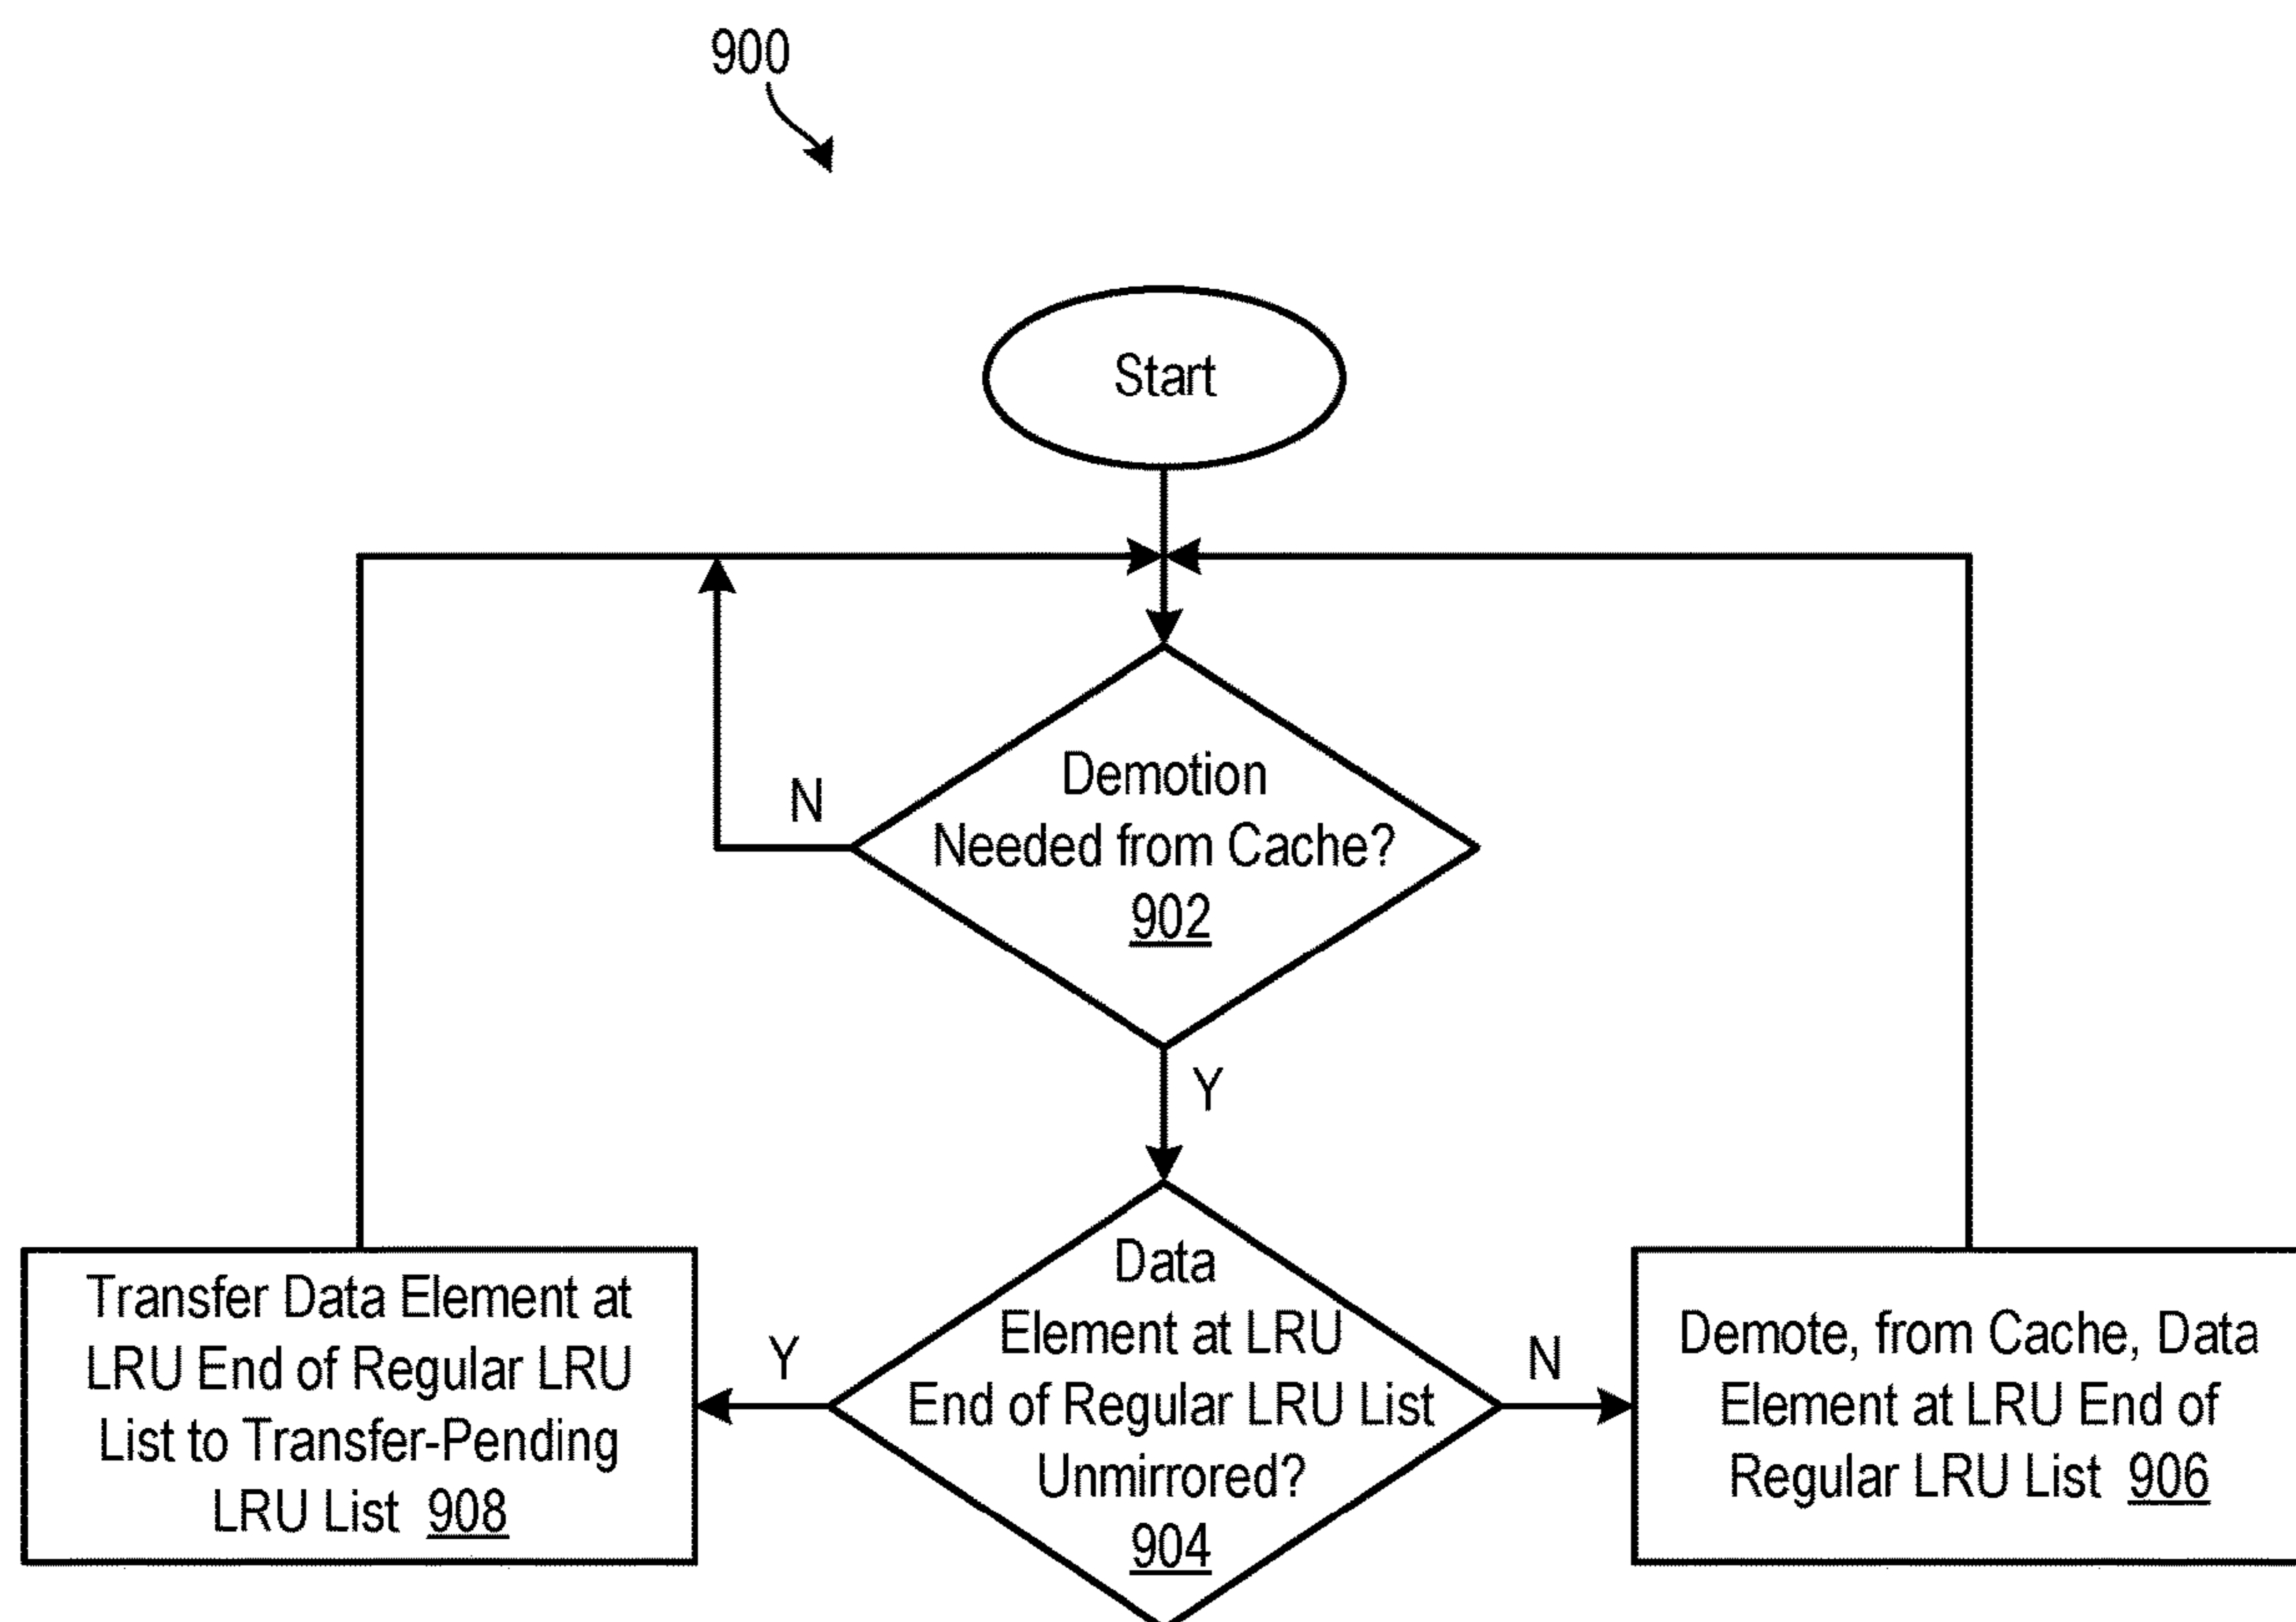 900
Start
Demotion
Needed from Cache?
902
N
Y
Data
Element at LRU
End of Regular LRU List
Unmirrored?
904
Y
N
Transfer Data Element at
LRU End of Regular LRU
List to Transfer-Pending
LRU List 908
Demote, from Cache, Data
Element at LRU End of
Regular LRU List 906